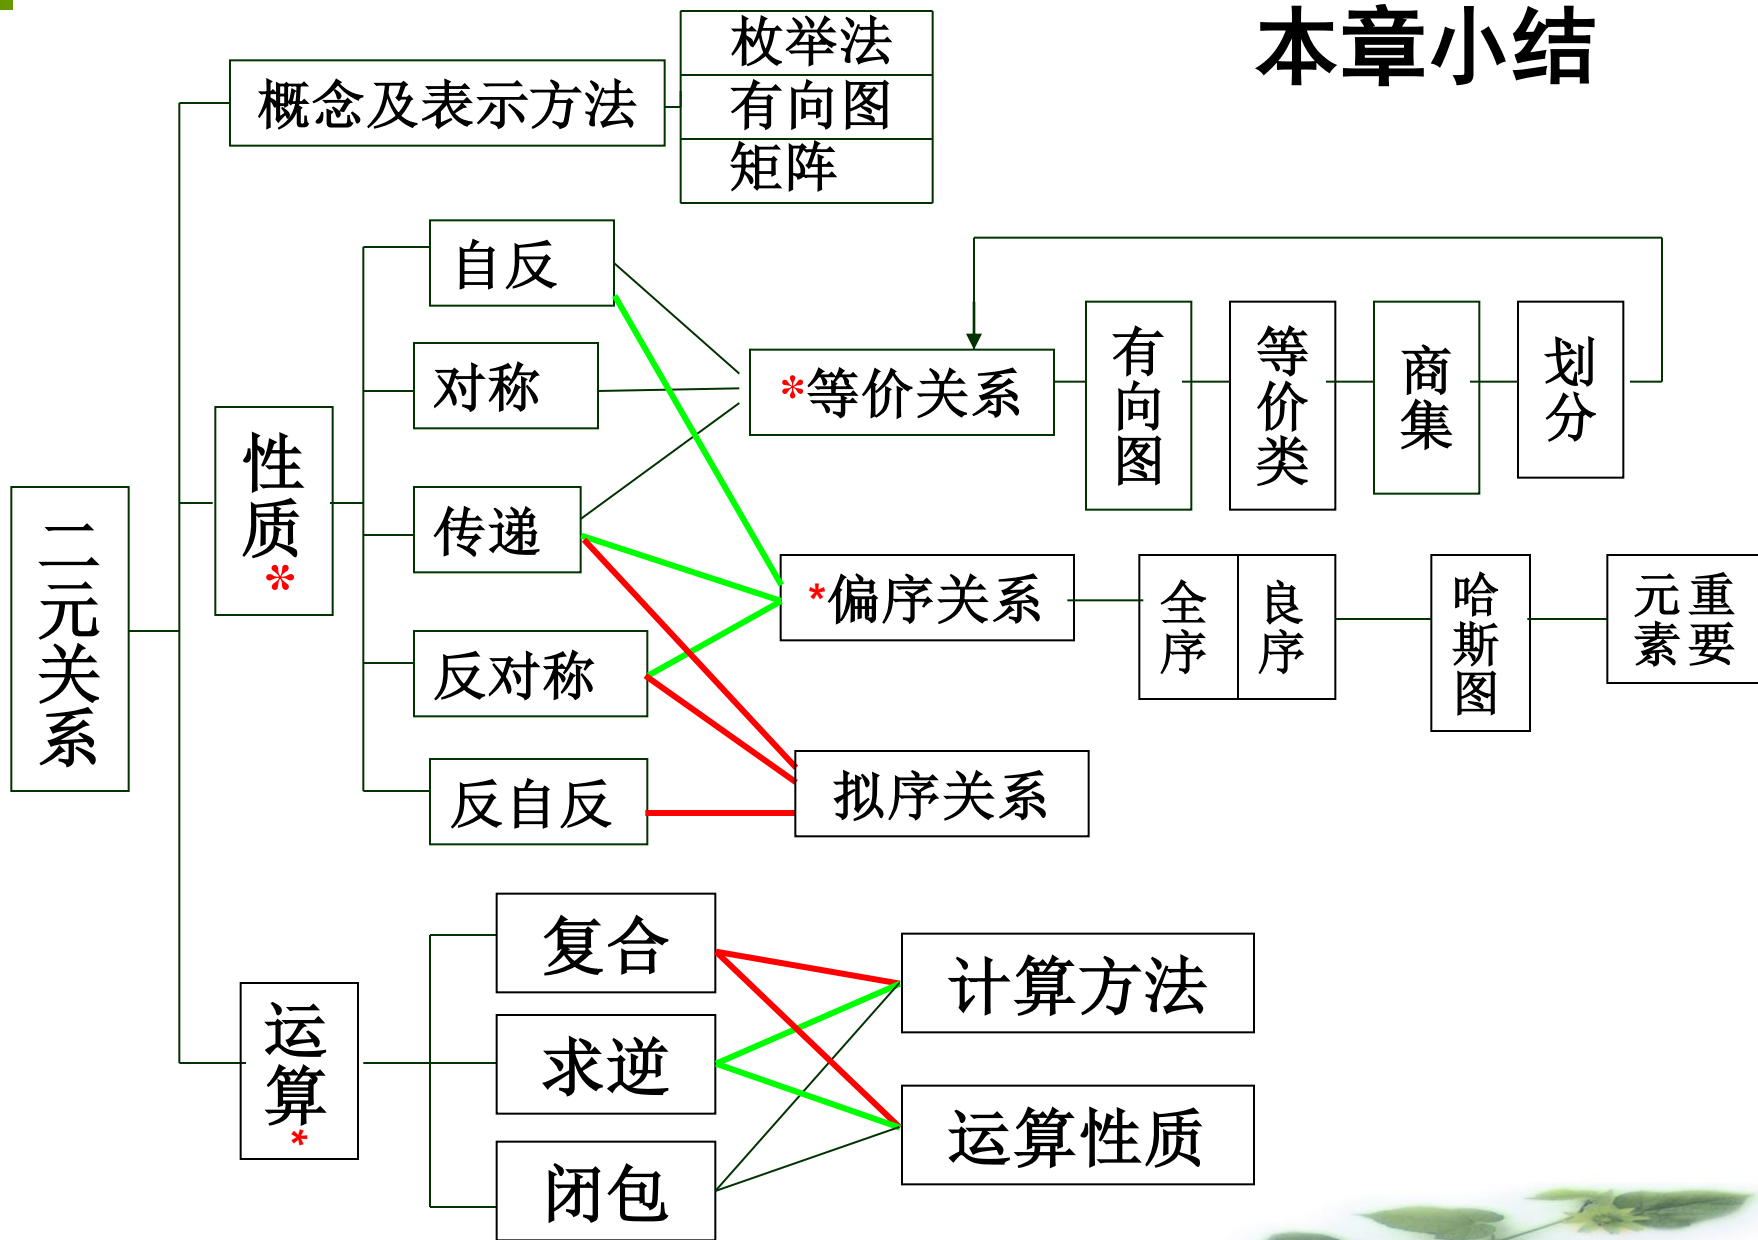 本章小结
概念及表示方法
枚举法
有向图
矩阵
二元关系
性质*
自反
对称
传递
反对称
反自反
*等价关系
有向图
等价类
商集
划分
*偏序关系
全序
良序
哈斯图
重要
元素
拟序关系
运算*
复合
求逆
闭包
计算方法
运算性质